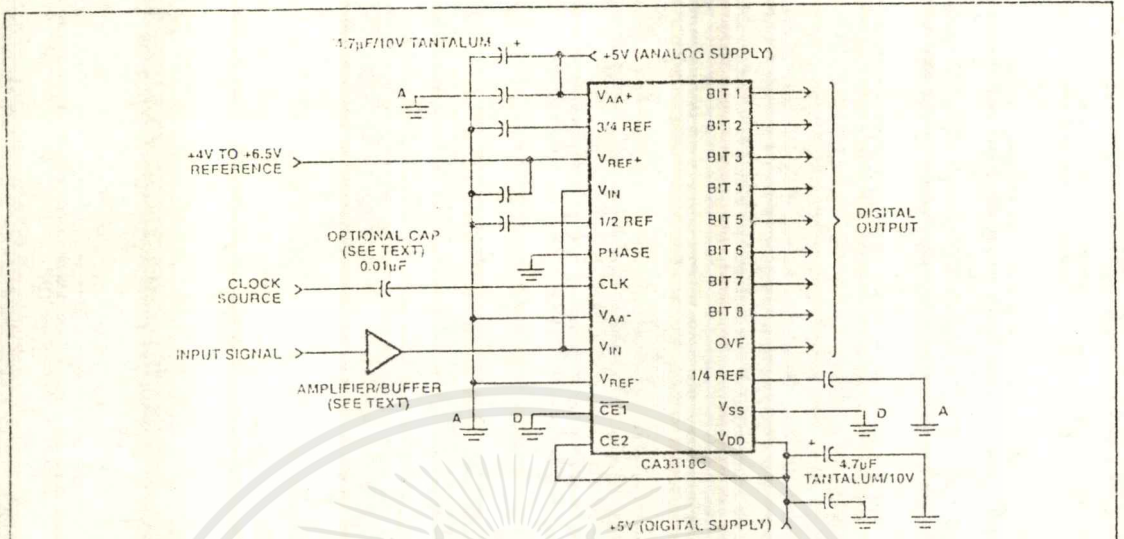 4.7µF/10V TANTALUM +
+5V (ANALOG SUPPLY)
A
VAA+
BIT 1
3/4 REF
BIT 2
+4V TO +6.5V
REFERENCE
VREF+
BIT 3
VIN
BIT 4
1/2 REF
BIT 5
DIGITAL
OUTPUT
OPTIONAL CAP
(SEE TEXT)
0.01µF
PHASE
BIT 6
CLOCK
SOURCE
CLK
BIT 7
VAA-
BIT 8
INPUT SIGNAL
VIN
OVF
AMPLIFIER/BUFFER
(SEE TEXT)
VREF-
1/4 REF
A
D
CE1
VSS
D
A
CE2
VDD
+
4.7µF
TANTALUM/10V
CA3318C
+5V (DIGITAL SUPPLY)